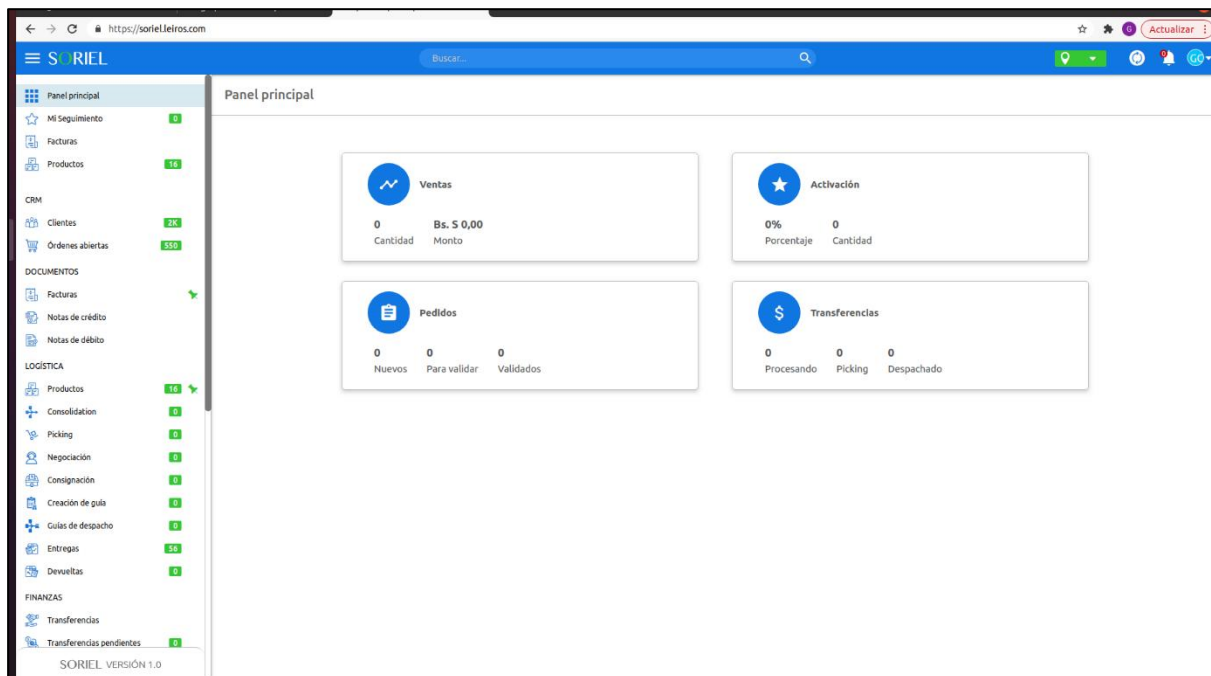 https://soriel.leiros.com
Actualizar
SORIEL
Buscar...
0
GC
Panel principal
Mi Seguimiento 0
Facturas
Productos 16
CRM
Clientes 2K
Órdenes abiertas 550
DOCUMENTOS
Facturas
Notas de crédito
Notas de débito
LOGÍSTICA
Productos 16
Consolidation 0
Picking 0
Negociación 0
Consignación 0
Creación de guía 0
Guías de despacho 0
Entregas 56
Devueltas 0
FINANZAS
Transferencias
Transferencias pendientes 0
SORIEL VERSIÓN 1.0
Panel principal
Ventas
0 Bs. S 0,00
Cantidad Monto
Activación
0% 0
Porcentaje Cantidad
Pedidos
0 0 0
Nuevos Para validar Validados
Transferencias
0 0 0
Procesando Picking Despachado